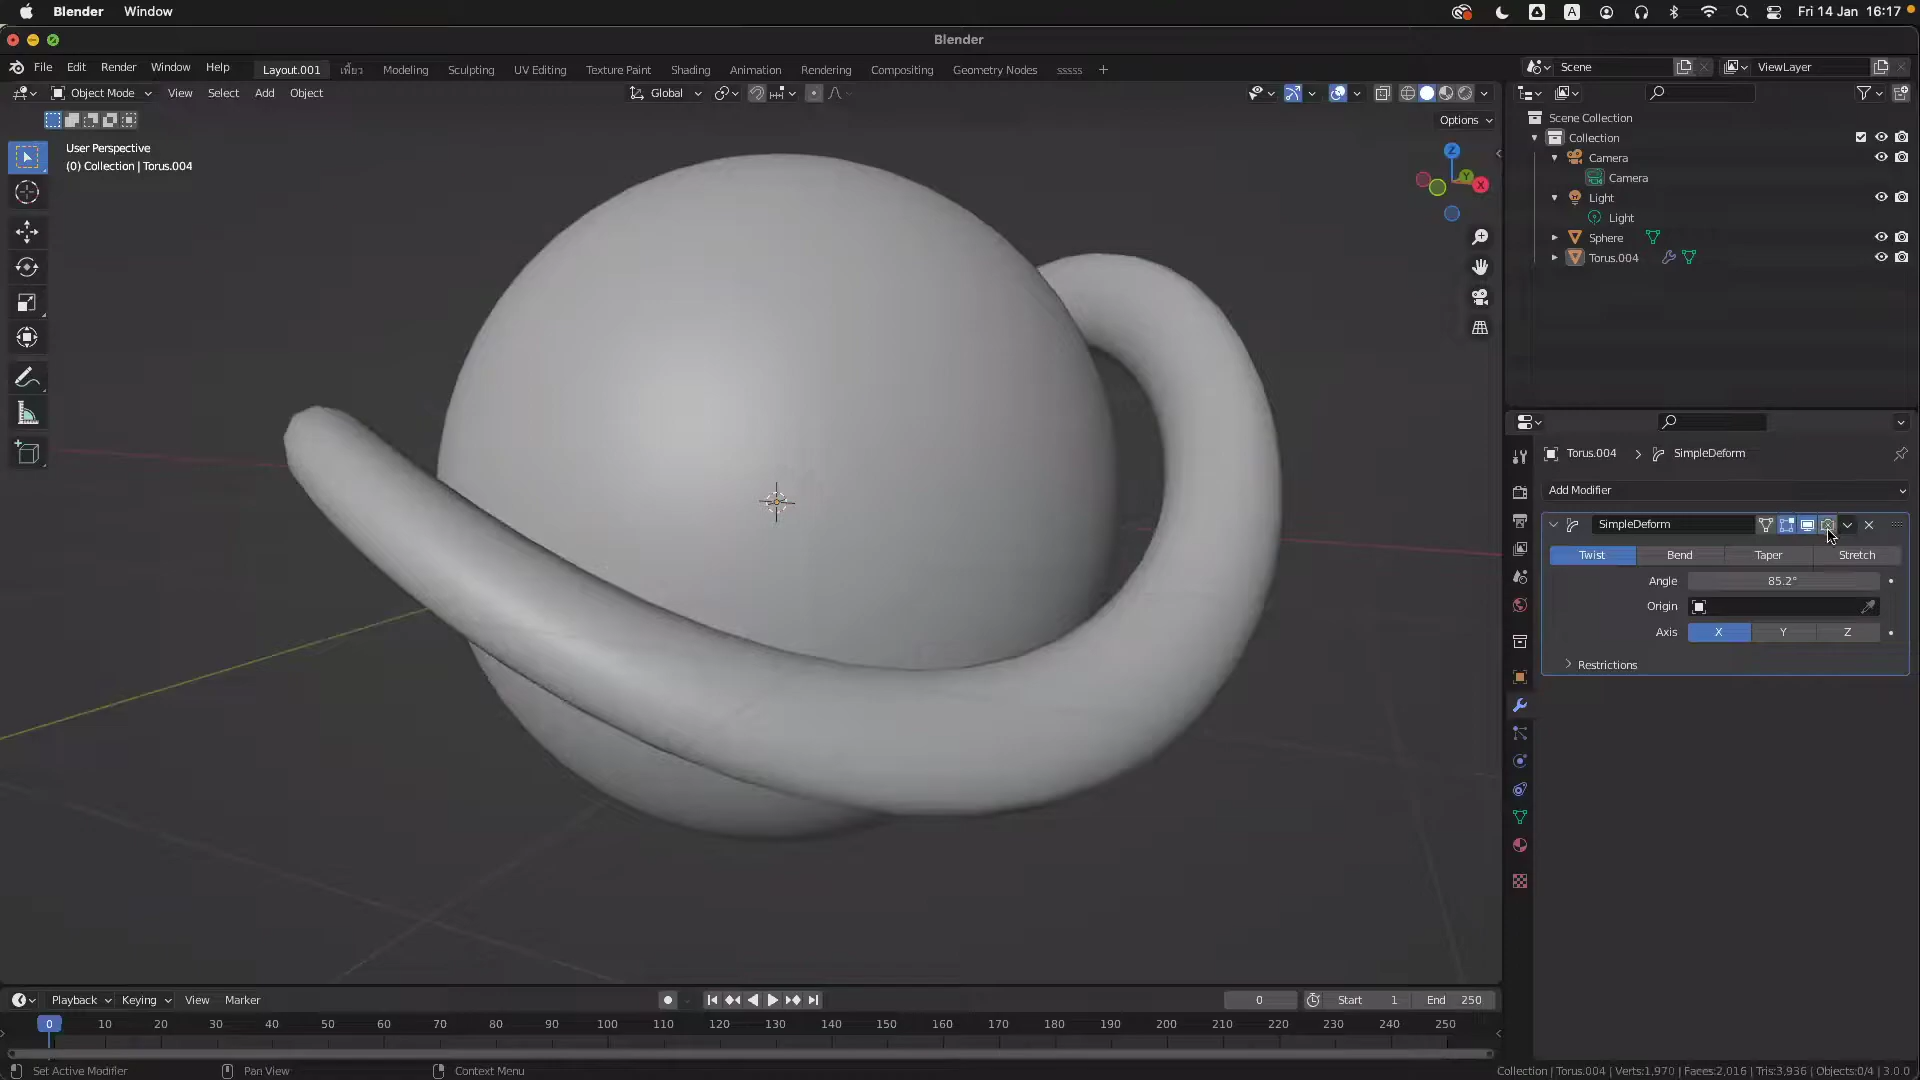 Blender Window
A
Fri 14 Jan 16:17
Blender
File Edit Render Window Help
Layout.001 เพี้ยว Modeling Sculpting UV Editing Texture Paint Shading Animation Rendering Compositing Geometry Nodes sssss +
Scene
ViewLayer
Object Mode View Select Add Object
Global
Options
User Perspective
(0) Collection | Torus.004
Z
Y
X
Scene Collection
Collection
Camera
Camera
Light
Light
Sphere
Torus.004
Torus.004 > SimpleDeform
Add Modifier
SimpleDeform
Twist Bend Taper Stretch
Angle 85.2°
Origin
Axis X Y Z
Restrictions
Playback Keying View Marker
0
Start 1
End 250
0 10 20 30 40 50 60 70 80 90 100 110 120 130 140 150 160 170 180 190 200 210 220 230 240 250
Set Active Modifier
Pan View
Context Menu
Collection | Torus.004 | Verts:1,970 | Faces:2,016 | Tris:3,936 | Objects:0/4 | 3.0.0